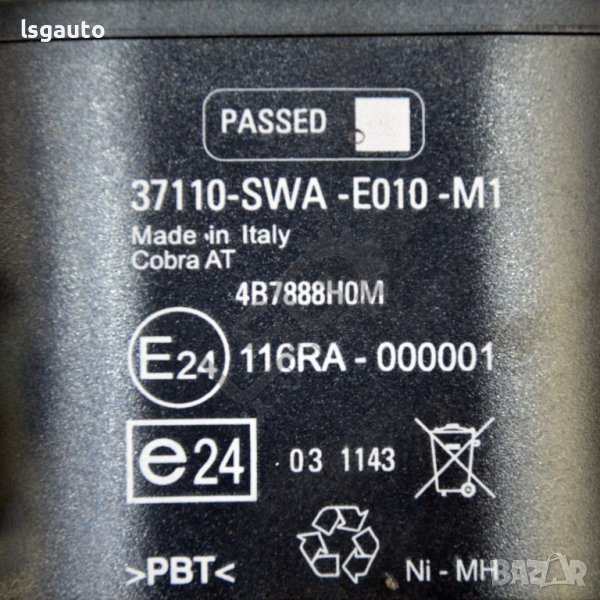 lsgauto
PASSED
37110-SWA -E010 -M1
Made in Italy
Cobra AT
4B7888H0M
E24 116RA - 000001
e24 03 1143
>PBT< Ni - MH
BAZAR